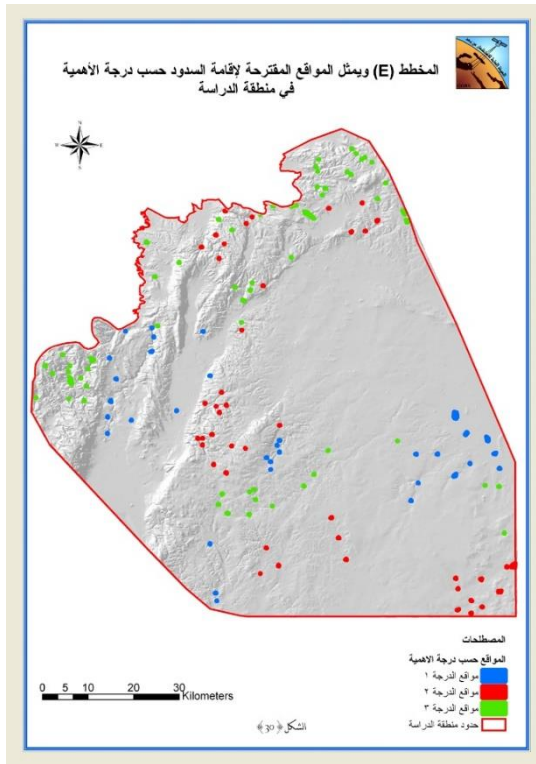 المخطط (E) ويمثل المواقع المقترحة لإقامة السدود حسب درجة الأهمية
في منطقة الدراسة
N
W E
S
المصطلحات
المواقع حسب درجة الاهمية
مواقع الدرجة ١
مواقع الدرجة ٢
مواقع الدرجة ٣
حدود منطقة الدراسة
0 5 10 20 30
Kilometers
الشكل ﴿٣٠﴾